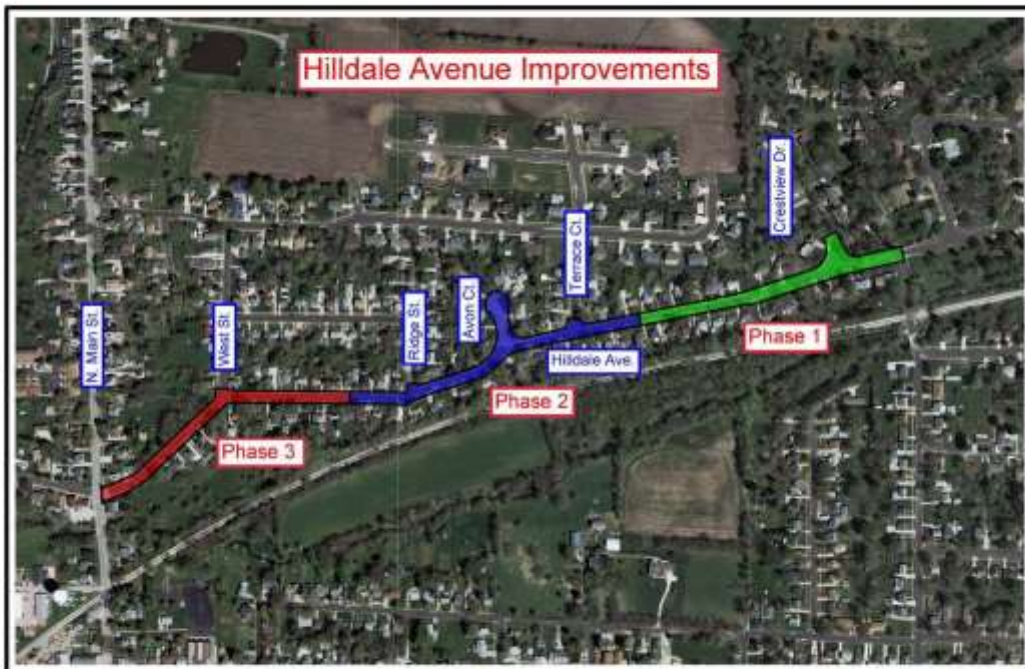 Hilldale Avenue Improvements
Crestview Dr.
Terrace Ct.
Avon Ct.
Ridge St.
West St.
N. Main St.
Hilldale Ave.
Phase 1
Phase 2
Phase 3